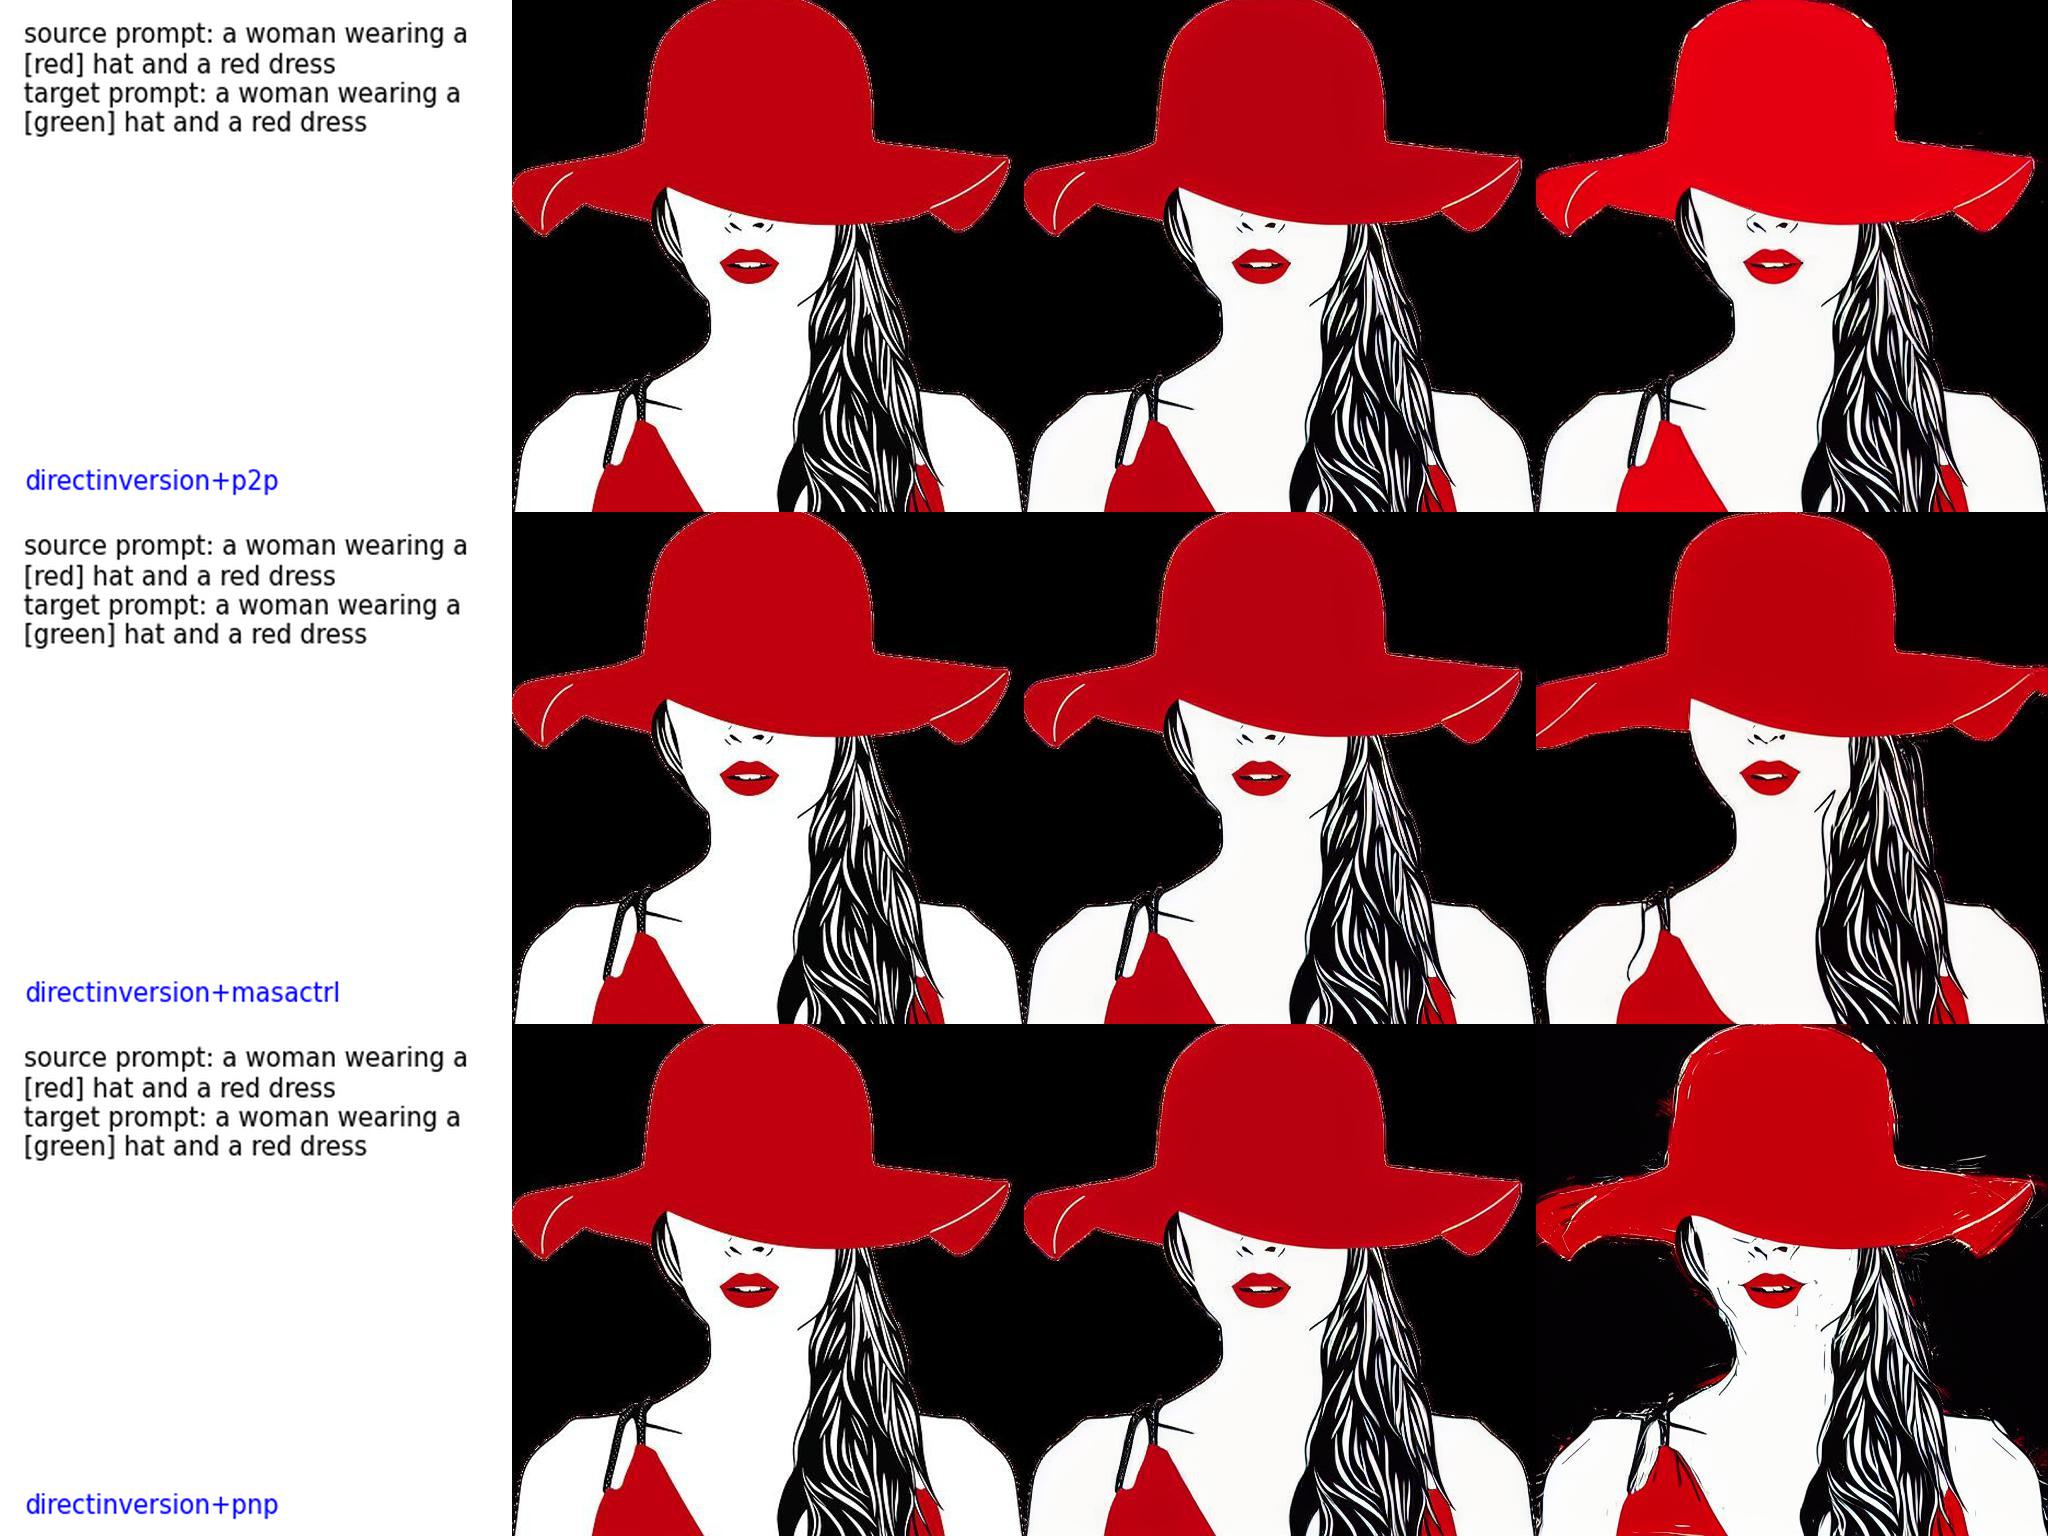 source prompt: a woman wearing a
[red] hat and a red dress
target prompt: a woman wearing a
[green] hat and a red dress
directinversion+p2p
source prompt: a woman wearing a
[red] hat and a red dress
target prompt: a woman wearing a
[green] hat and a red dress
directinversion+masactrl
source prompt: a woman wearing a
[red] hat and a red dress
target prompt: a woman wearing a
[green] hat and a red dress
directinversion+pnp